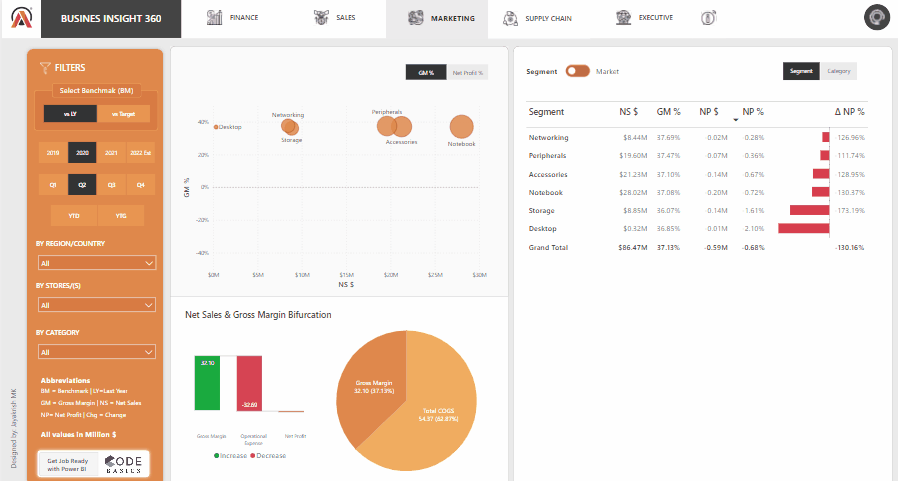 BUSINES INSIGHT 360
FINANCE
SALES
MARKETING
SUPPLY CHAIN
EXECUTIVE
FILTERS
Select Benchmak (BM)
vs LY
vs Target
2019
2020
2021
2022 Est
Q1
Q2
Q3
Q4
YTD
YTG
BY REGION/COUNTRY
All
BY STORES/(S)
All
BY CATEGORY
All
Abbreviations
BM = Benchmark | LY=Last Year
GM = Gross Margin | NS = Net Sales
NP= Net Profit | Chg = Change
All values in Million $
Get Job Ready
with Power BI
CODE
BASICS
Designed by: Jayakrish MK
GM %
Net Profit %
GM %
40%
20%
0%
-20%
-40%
Desktop
Networking
Storage
Peripherals
Accessories
Notebook
$0M
$5M
$10M
$15M
$20M
$25M
$30M
NS $
Net Sales & Gross Margin Bifurcation
Gross Margin
Operational
Expense
Net Profit
Increase
Decrease
Gross Margin
32.10 (37.13%)
Total COGS
54.37 (62.87%)
Segment
Market
Segment
Category
Segment NS $ GM % NP $ NP % Δ NP %
Networking $8.44M 37.69% -0.02M -0.28% -126.96%
Peripherals $19.60M 37.47% -0.07M -0.36% -111.74%
Accessories $21.23M 37.10% -0.14M -0.67% -128.95%
Notebook $28.02M 37.08% -0.20M -0.72% -130.37%
Storage $8.85M 36.07% -0.14M -1.61% -173.19%
Desktop $0.32M 36.85% -0.01M -2.10%
Grand Total $86.47M 37.13% -0.59M -0.68% -130.16%